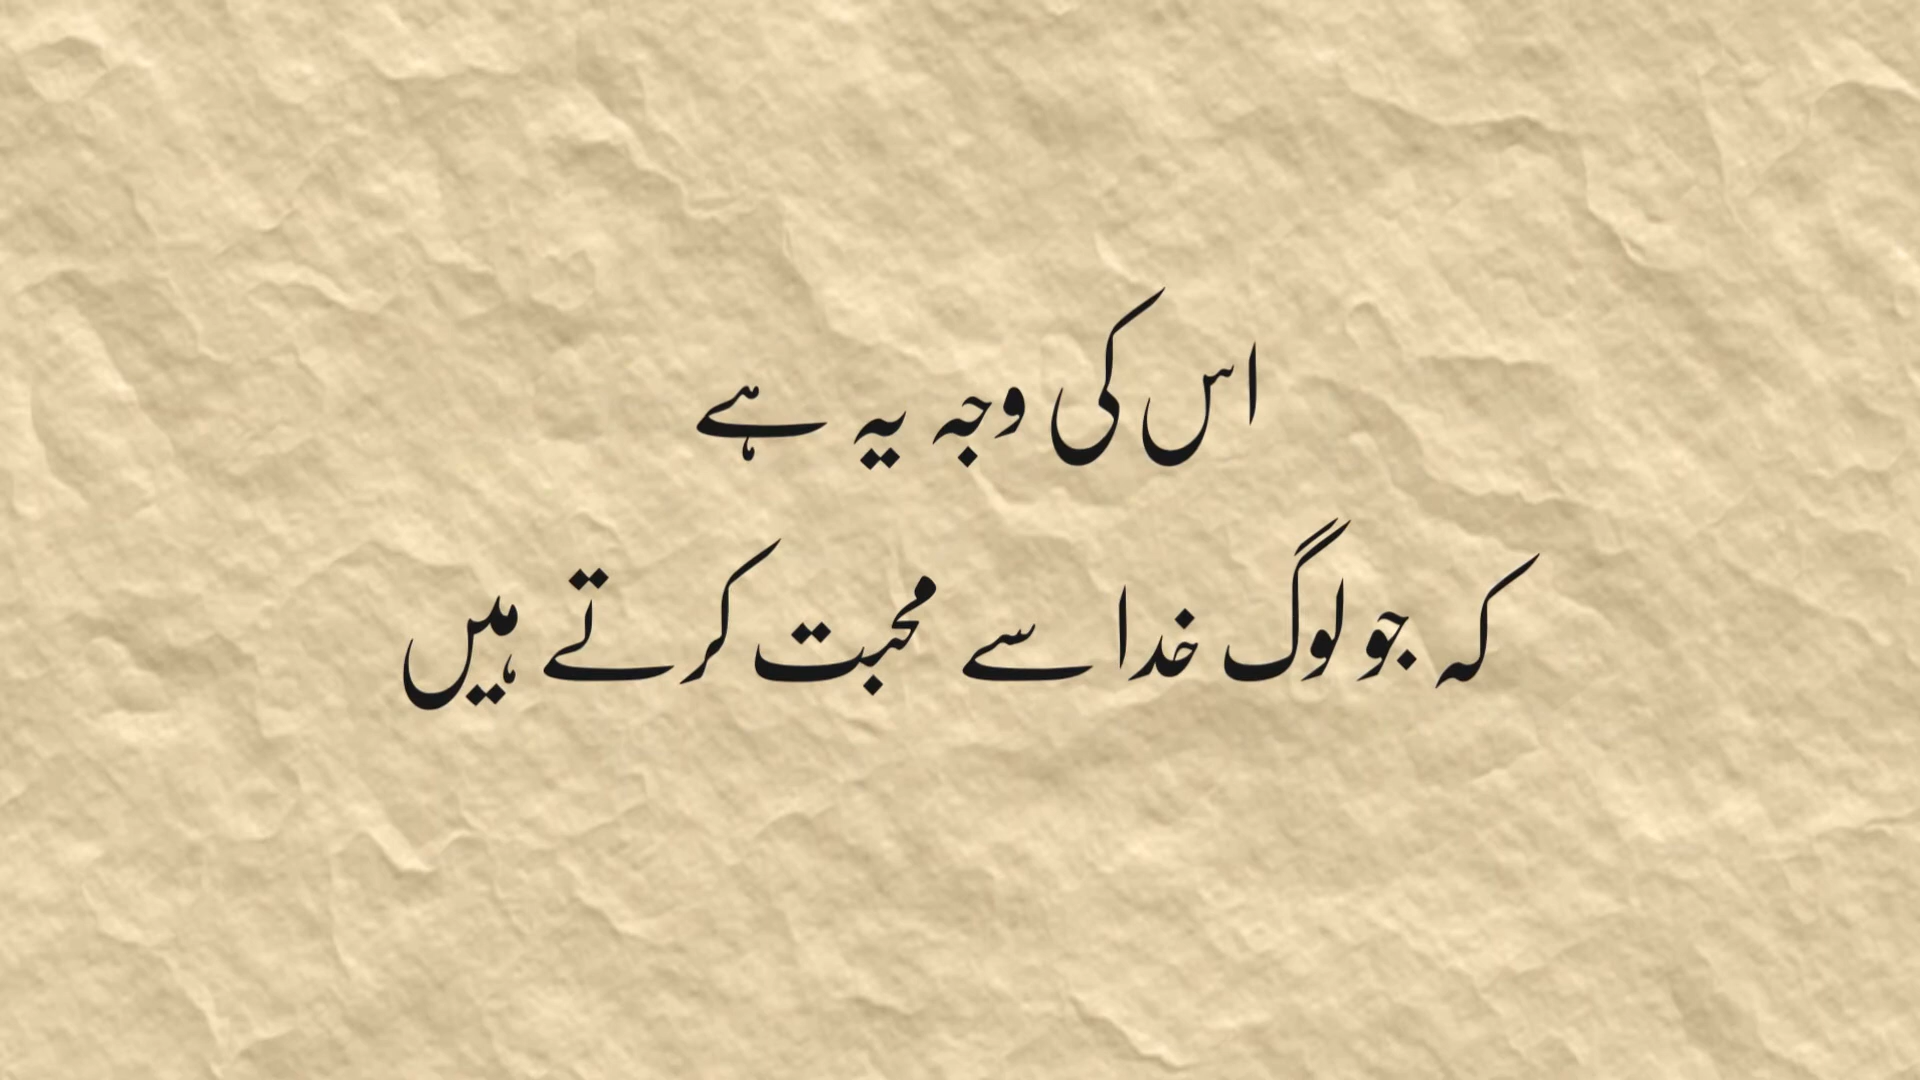 اس کی وجہ یہ ہے
کہ جو لوگ خدا سے محبت کرتے ہیں